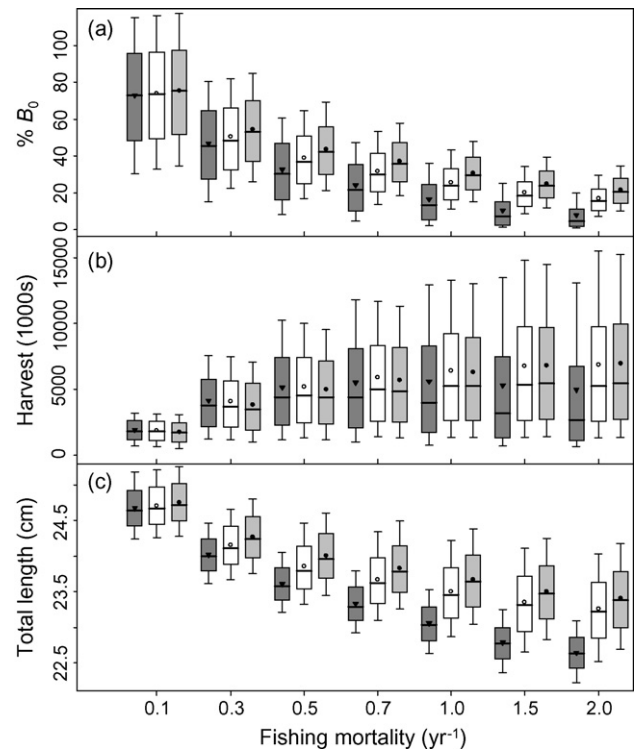 (a)
% B₀
100
80
60
40
20
0
(b)
Harvest (1000s)
15000
10000
5000
0
(c)
Total length (cm)
24.5
23.5
22.5
0.1 0.3 0.5 0.7 1.0 1.5 2.0
Fishing mortality (yr⁻¹)